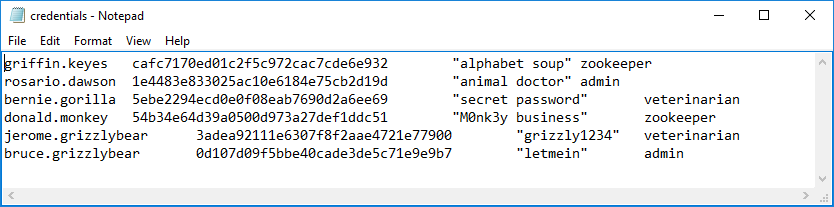 credentials - Notepad
File Edit Format View Help
griffin.keyes cafc7170ed01c2f5c972cac7cde6e932 "alphabet soup" zookeeper
rosario.dawson 1e4483e833025ac10e6184e75cb2d19d "animal doctor" admin
bernie.gorilla 5ebe2294ecd0e0f08eab7690d2a6ee69 "secret password" veterinarian
donald.monkey 54b34e64d39a0500d973a27def1ddc51 "M0nk3y business" zookeeper
jerome.grizzlybear 3adea92111e6307f8f2aae4721e77900 "grizzly1234" veterinarian
bruce.grizzlybear 0d107d09f5bbe40cade3de5c71e9e9b7 "letmein" admin